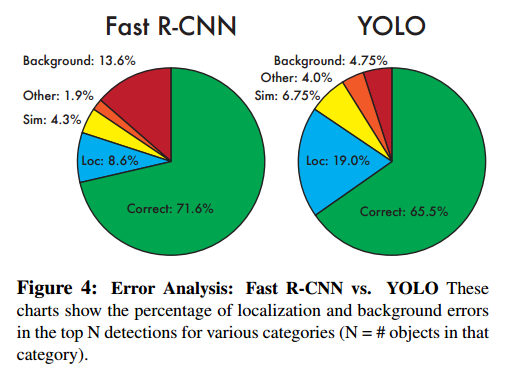 Fast R-CNN
YOLO
Background: 13.6%
Other: 1.9%
Sim: 4.3%
Loc: 8.6%
Correct: 71.6%
Background: 4.75%
Other: 4.0%
Sim: 6.75%
Loc: 19.0%
Correct: 65.5%
Figure 4: Error Analysis: Fast R-CNN vs. YOLO These
charts show the percentage of localization and background errors
in the top N detections for various categories (N = # objects in that
category).